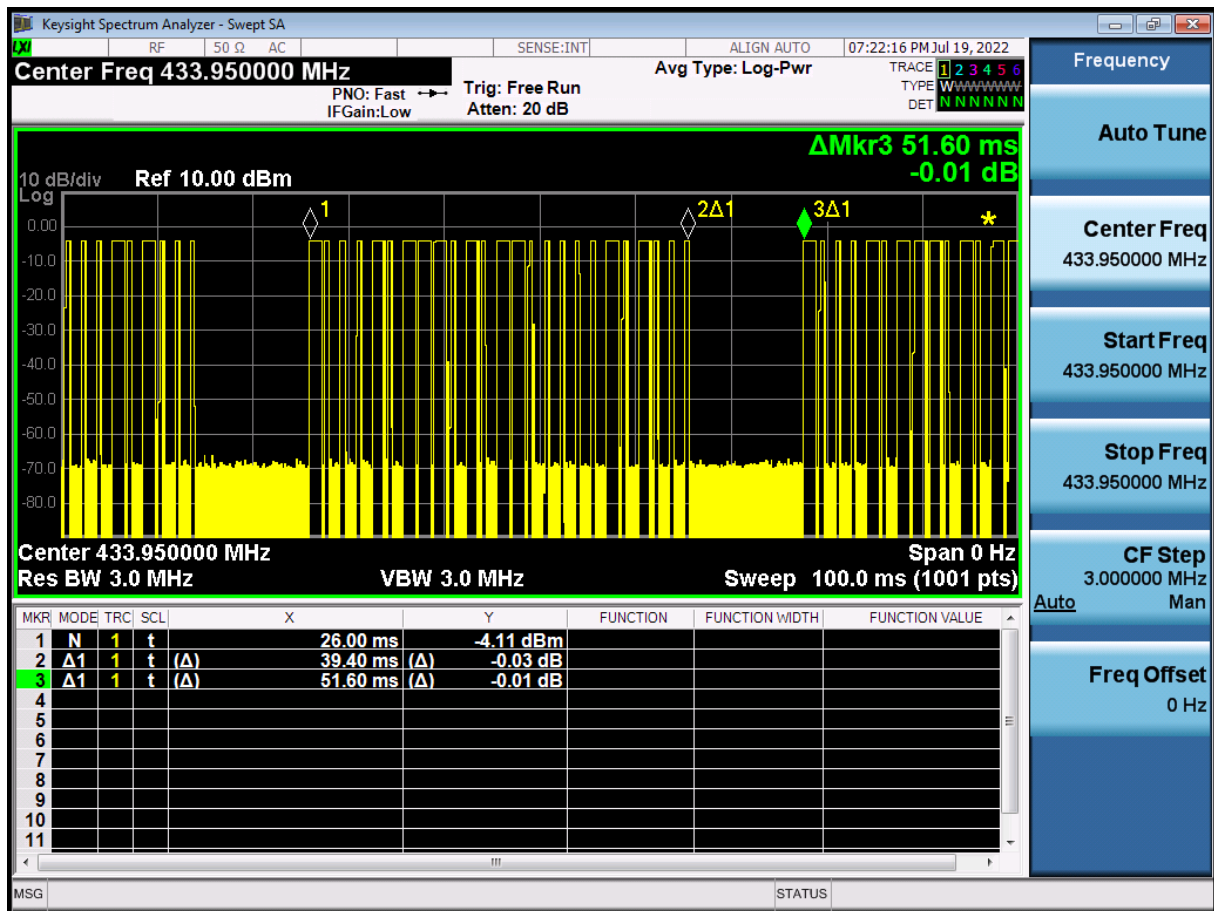 Keysight Spectrum Analyzer - Swept SA
LXI RF 50 Ω AC SENSE:INT ALIGN AUTO 07:22:16 PM Jul 19, 2022
Center Freq 433.950000 MHz
PNO: Fast
IFGain:Low
Trig: Free Run
Atten: 20 dB
Avg Type: Log-Pwr
TRACE 1 2 3 4 5 6
TYPE WWWWWW
DET N N N N N N
ΔMkr3 51.60 ms
-0.01 dB
10 dB/div Ref 10.00 dBm
Log
0.00
-10.0
-20.0
-30.0
-40.0
-50.0
-60.0
-70.0
-80.0
1
2Δ1
3Δ1
*
Center 433.950000 MHz Span 0 Hz
Res BW 3.0 MHz VBW 3.0 MHz Sweep 100.0 ms (1001 pts)
MKR MODE TRC SCL X Y FUNCTION FUNCTION WIDTH FUNCTION VALUE
1 N 1 t 26.00 ms -4.11 dBm
2 Δ1 1 t (Δ) 39.40 ms (Δ) -0.03 dB
3 Δ1 1 t (Δ) 51.60 ms (Δ) -0.01 dB
4
5
6
7
8
9
10
11
MSG STATUS
Frequency
Auto Tune
Center Freq
433.950000 MHz
Start Freq
433.950000 MHz
Stop Freq
433.950000 MHz
CF Step
3.000000 MHz
Auto Man
Freq Offset
0 Hz